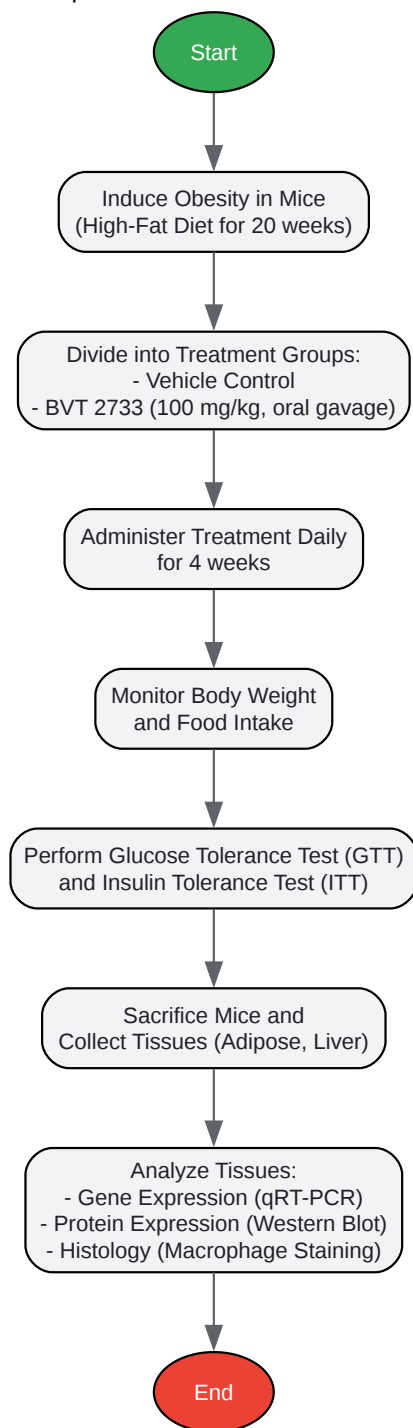 Start
Induce Obesity in Mice
(High-Fat Diet for 20 weeks)
Divide into Treatment Groups:
- Vehicle Control
- BVT 2733 (100 mg/kg, oral gavage)
Administer Treatment Daily
for 4 weeks
Monitor Body Weight
and Food Intake
Perform Glucose Tolerance Test (GTT)
and Insulin Tolerance Test (ITT)
Sacrifice Mice and
Collect Tissues (Adipose, Liver)
Analyze Tissues:
- Gene Expression (qRT-PCR)
- Protein Expression (Western Blot)
- Histology (Macrophage Staining)
End